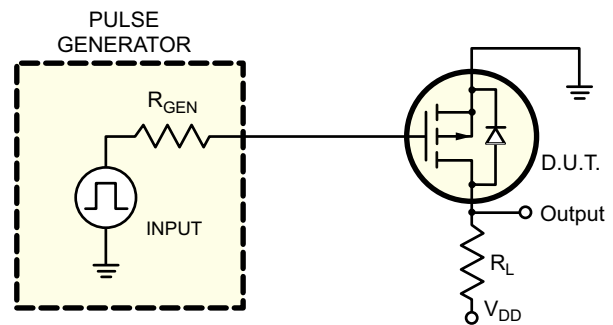 PULSE
GENERATOR
RGEN
INPUT
D.U.T.
Output
RL
VDD